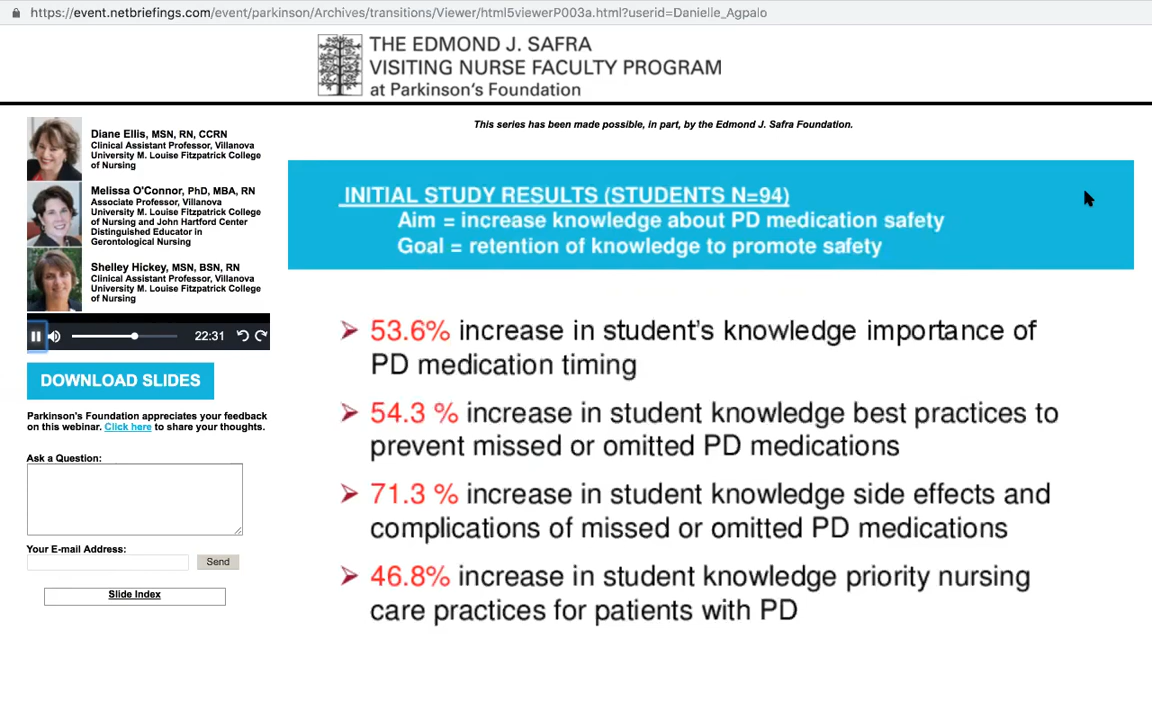 https://event.netbriefings.com/event/parkinson/Archives/transitions/Viewer/html5viewerP003a.html?userid=Danielle_Agpalo
THE EDMOND J. SAFRA
VISITING NURSE FACULTY PROGRAM
at Parkinson's Foundation
This series has been made possible, in part, by the Edmond J. Safra Foundation.
Diane Ellis, MSN, RN, CCRN
Clinical Assistant Professor, Villanova
University M. Louise Fitzpatrick College
of Nursing
Melissa O'Connor, PhD, MBA, RN
Associate Professor, Villanova
University M. Louise Fitzpatrick College
of Nursing and John Hartford Center
Distinguished Educator in
Gerontological Nursing
Shelley Hickey, MSN, BSN, RN
Clinical Assistant Professor, Villanova
University M. Louise Fitzpatrick College
of Nursing
22:31
DOWNLOAD SLIDES
Parkinson's Foundation appreciates your feedback
on this webinar. Click here to share your thoughts.
Ask a Question:
Your E-mail Address:
Send
Slide Index
INITIAL STUDY RESULTS (STUDENTS N=94)
Aim = increase knowledge about PD medication safety
Goal = retention of knowledge to promote safety
➢ 53.6% increase in student's knowledge importance of
PD medication timing
➢ 54.3 % increase in student knowledge best practices to
prevent missed or omitted PD medications
➢ 71.3 % increase in student knowledge side effects and
complications of missed or omitted PD medications
➢ 46.8% increase in student knowledge priority nursing
care practices for patients with PD